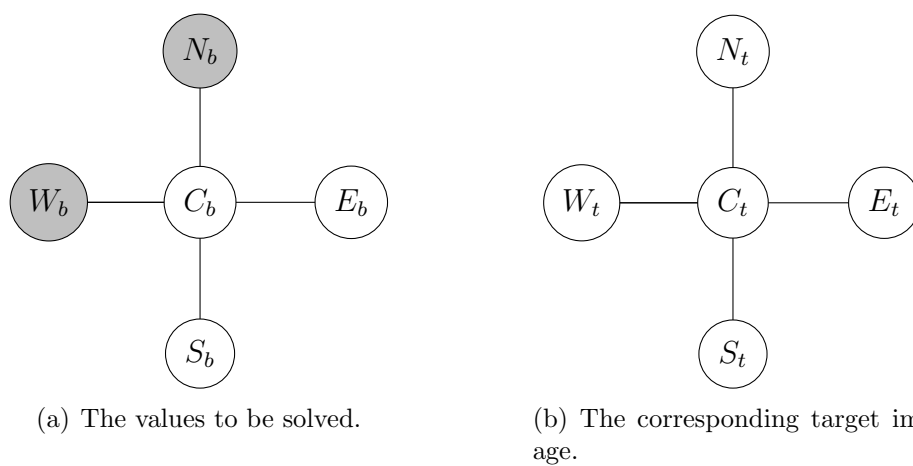 N_b N_t
W_b C_b E_b W_t C_t E_t
S_b S_t
(a) The values to be solved.
(b) The corresponding target im
age.